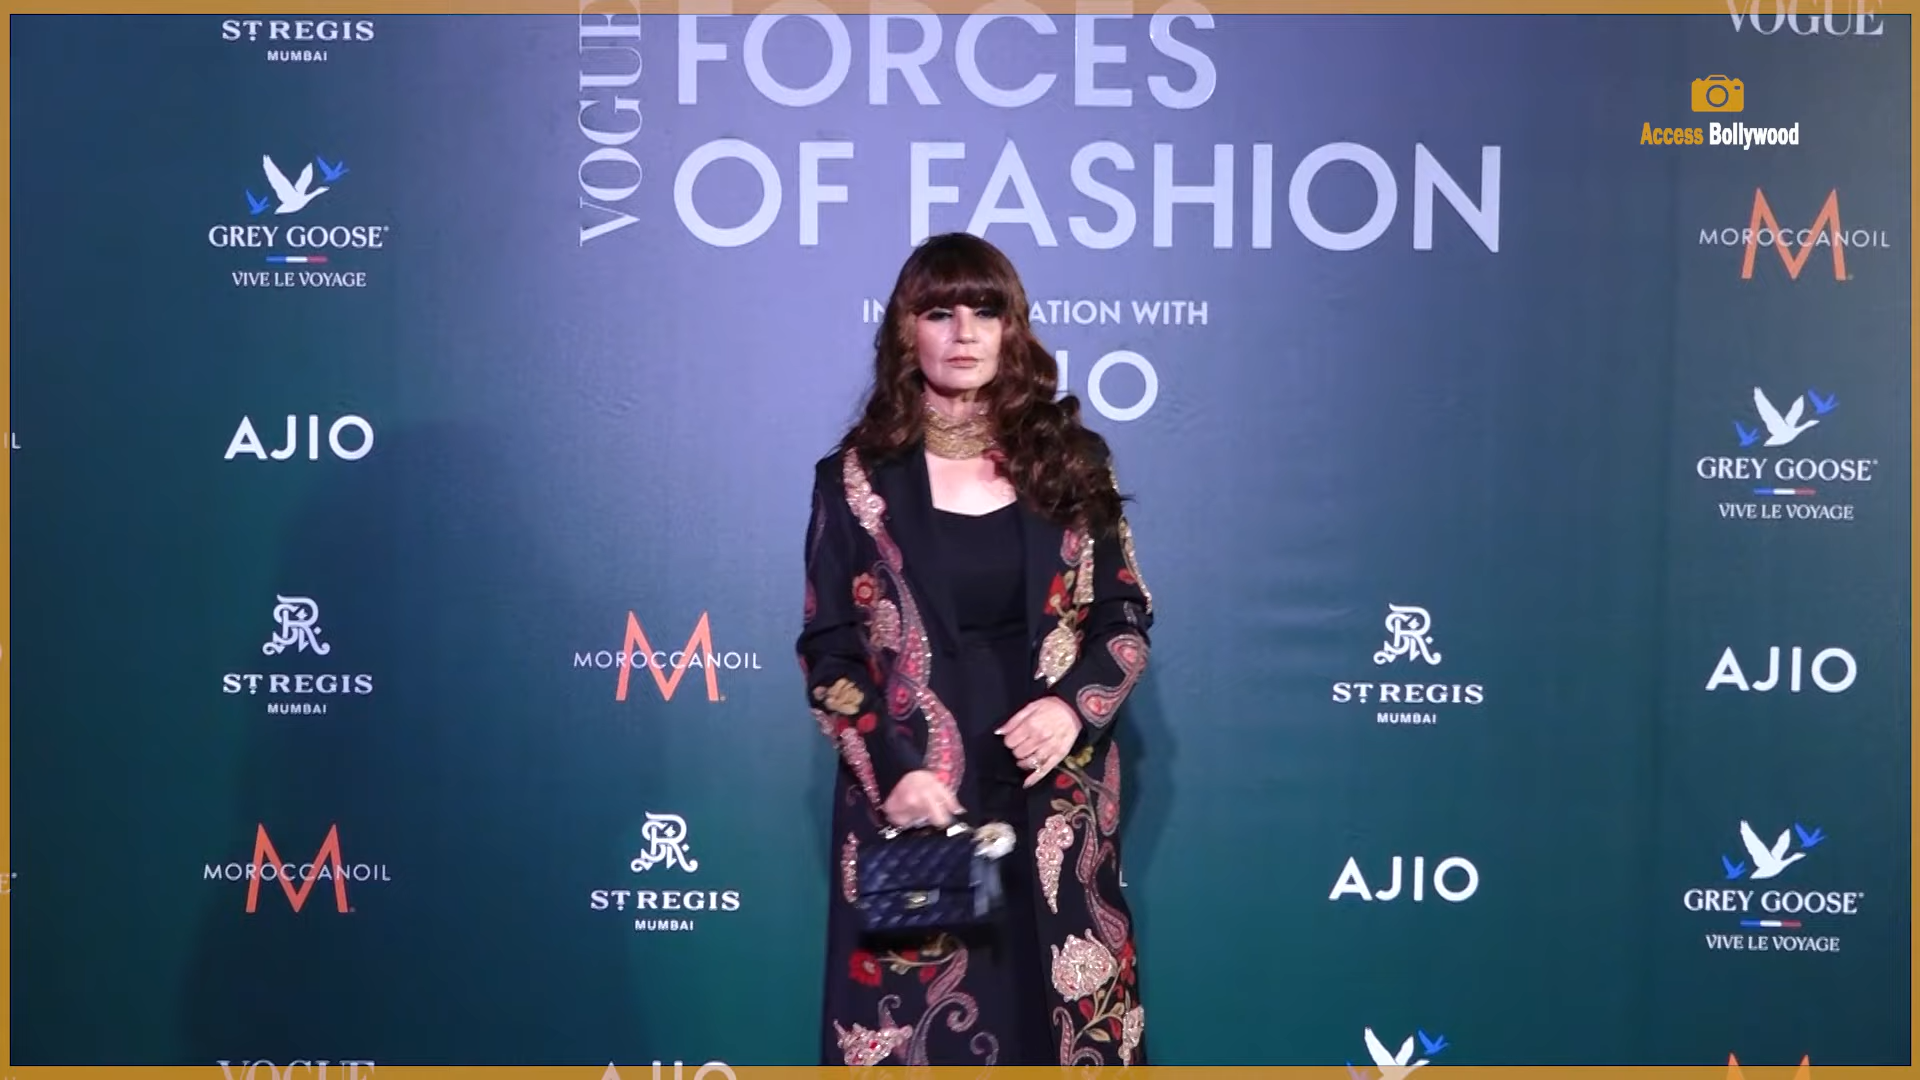 ST REGIS
MUMBAI
VOGUE
FORCES
OF FASHION
VOGUE
Access Bollywood
GREY GOOSE
VIVE LE VOYAGE
MOROCCANOIL
M
WITH
IO
AJIO
GREY GOOSE
VIVE LE VOYAGE
ST REGIS
MUMBAI
MOROCCANOIL
M
ST REGIS
MUMBAI
AJIO
MOROCCANOIL
M
ST REGIS
MUMBAI
AJIO
GREY GOOSE
VIVE LE VOYAGE
VOGUE